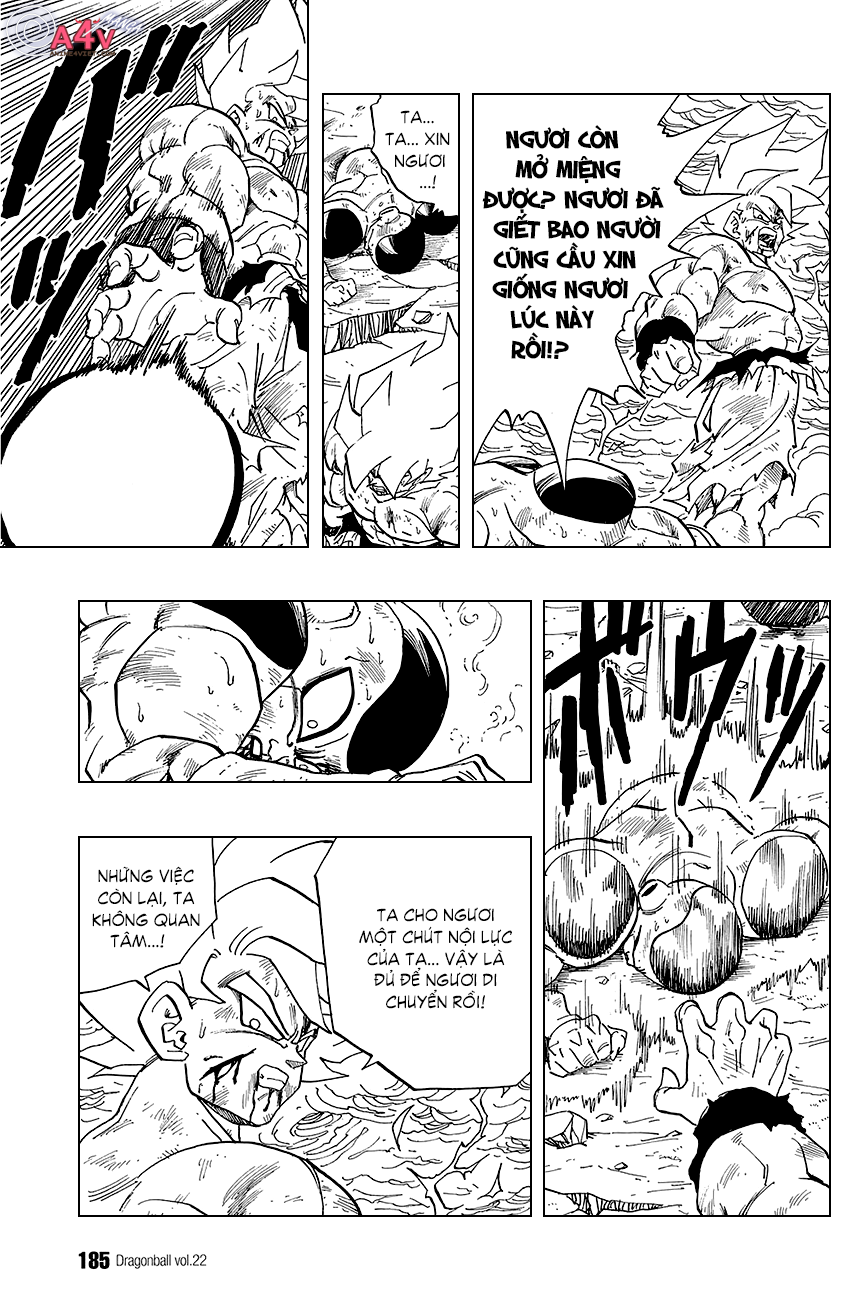 A4V
ANIME4VIET.COM
NGƯƠI CÒN
MỞ MIỆNG
ĐƯỢC? NGƯƠI ĐÃ
GIẾT BAO NGƯỜI
CŨNG CẦU XIN
GIỐNG NGƯƠI
LÚC NÀY
RỒI!?
TA...
TA... XIN
NGƯƠI
...!
TA CHO NGƯƠI
MỘT CHÚT NỘI LỰC
CỦA TA... VẬY LÀ
ĐỦ ĐỂ NGƯƠI DI
CHUYỂN RỒI!
NHỮNG VIỆC
CÒN LẠI, TA
KHÔNG QUAN
TÂM...!
185 Dragonball vol.22